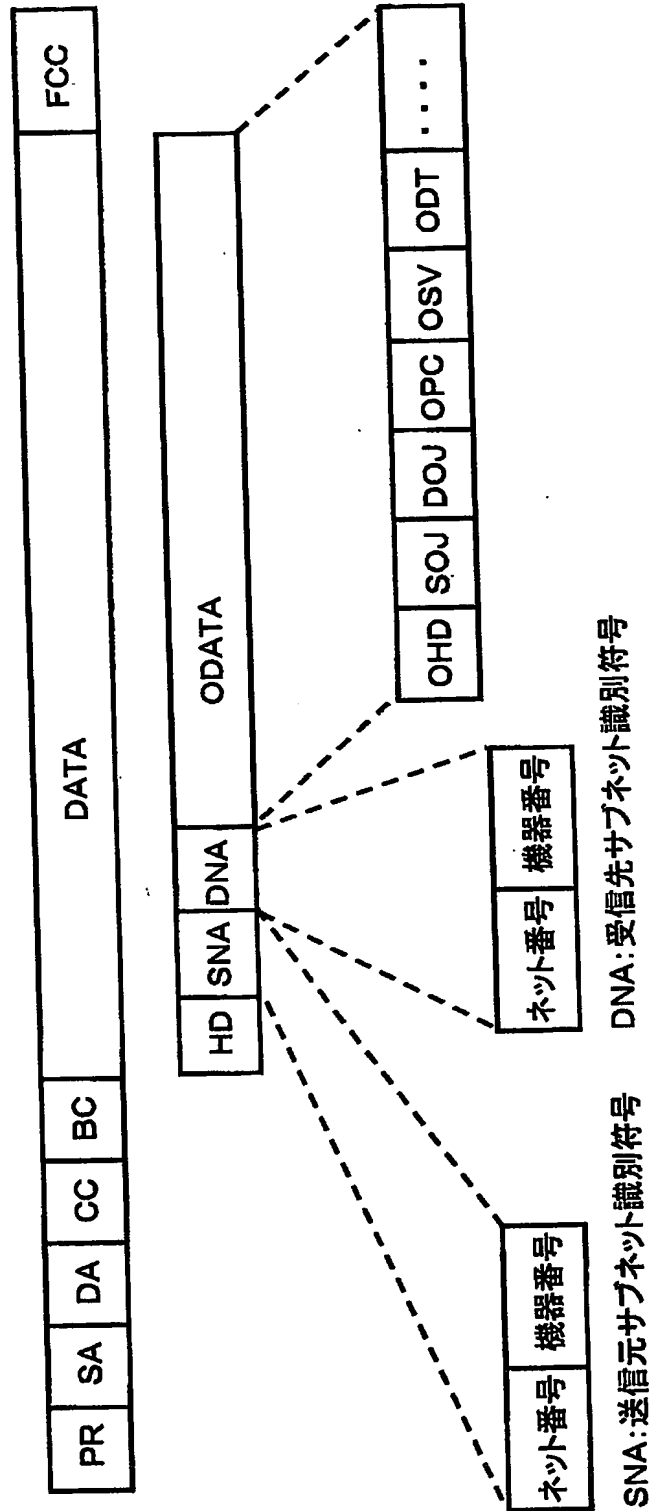 PR SA DA CC BC DATA FCC
HD SNA DNA ODATA
OHD SOJ DOJ OPC OSV ODT ····
ネット番号 機器番号
ネット番号 機器番号
SNA:送信元サブネット識別符号
DNA:受信先サブネット識別符号